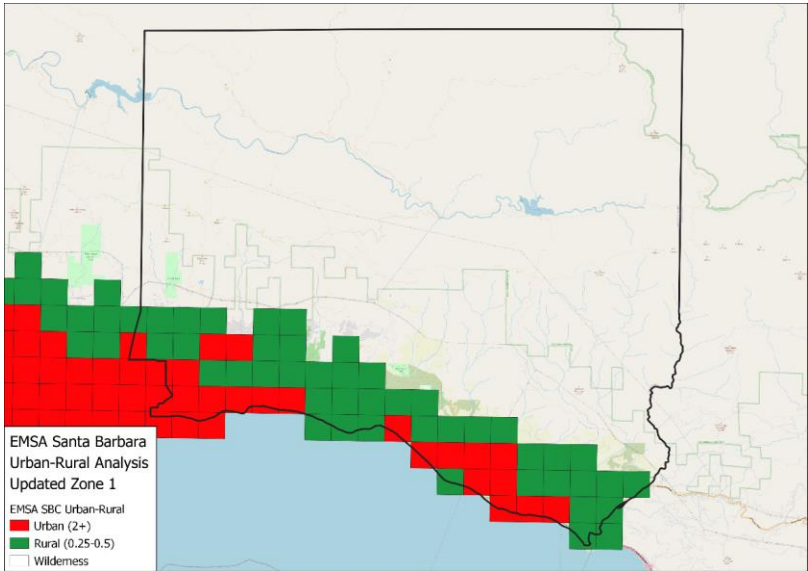 EMSA Santa Barbara
Urban-Rural Analysis
Updated Zone 1
EMSA SBC Urban-Rural
Urban (2+)
Rural (0.25-0.5)
Wilderness